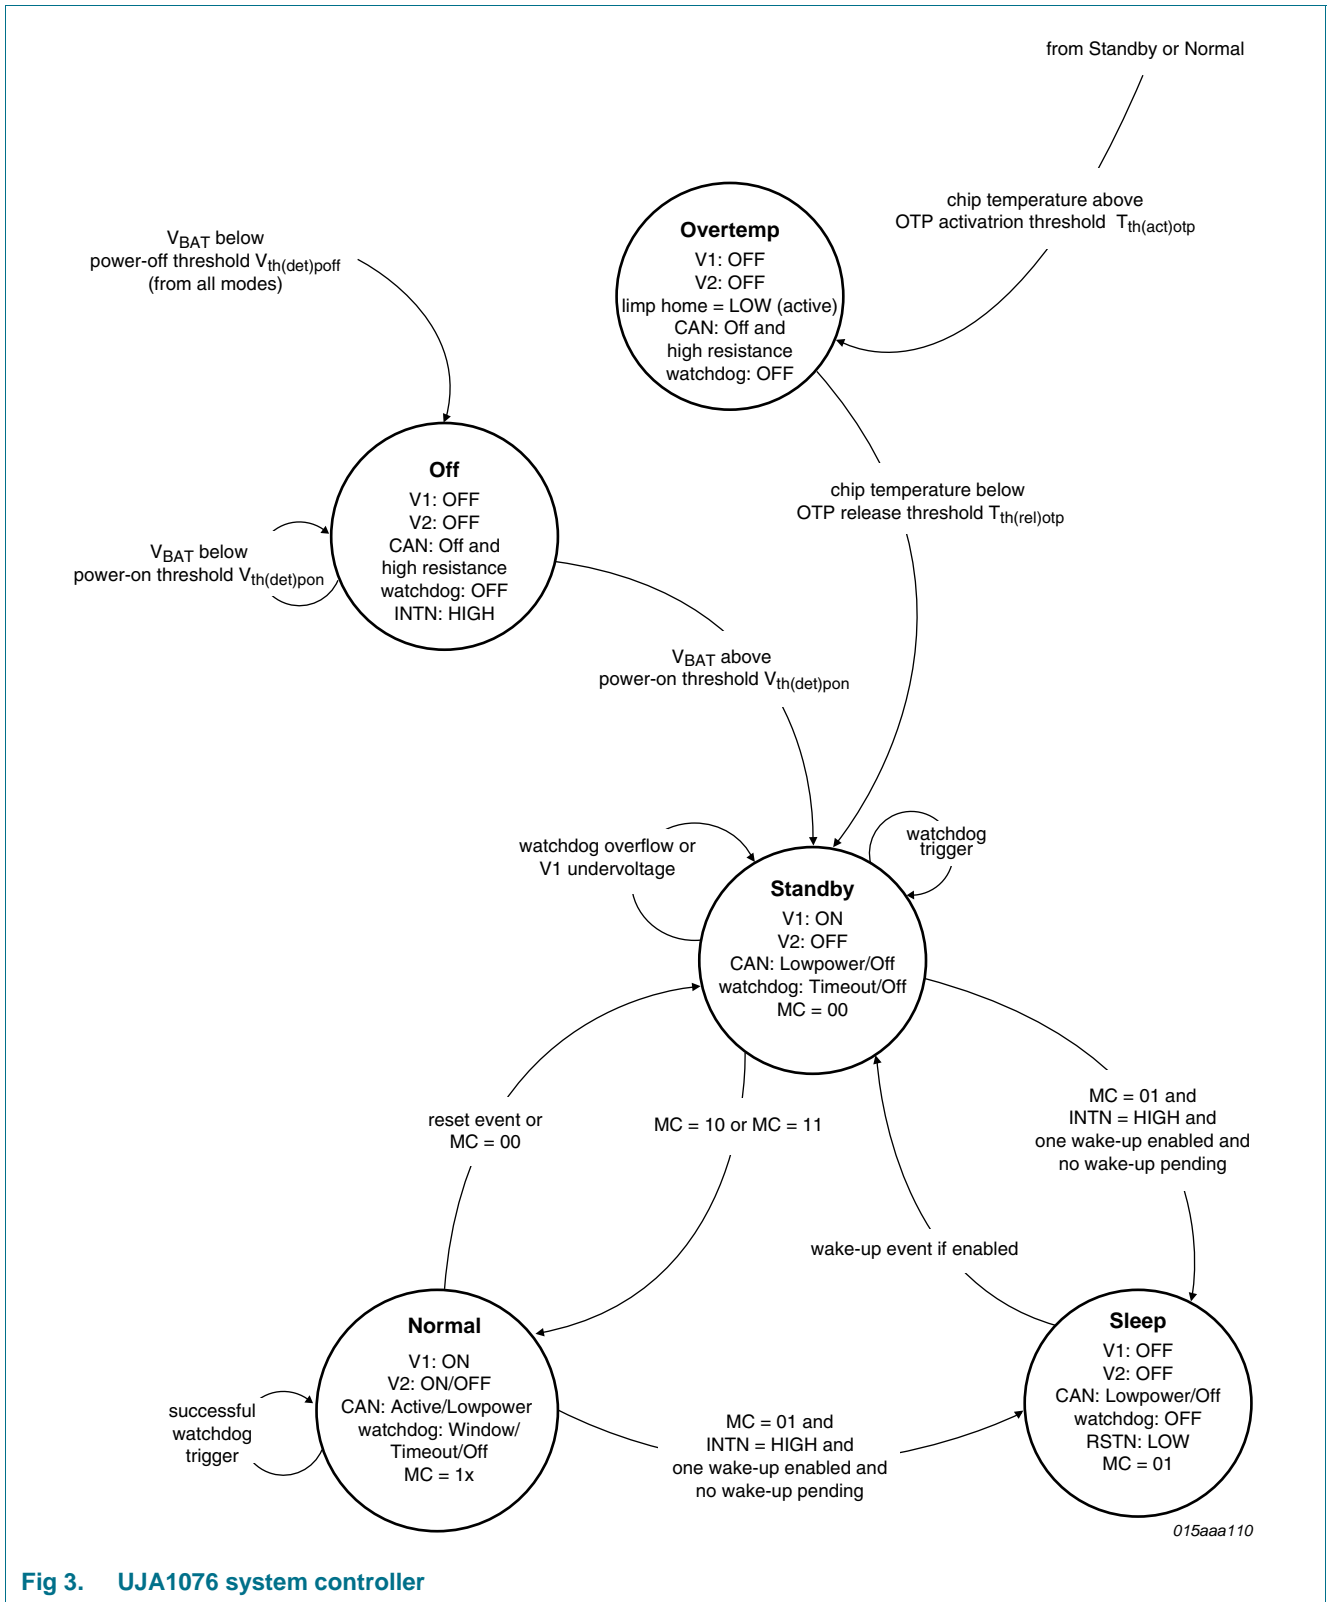 from Standby or Normal
chip temperature above
OTP activatrion threshold Tth(act)otp
Overtemp
V1: OFF
V2: OFF
limp home = LOW (active)
CAN: Off and
high resistance
watchdog: OFF
VBAT below
power-off threshold Vth(det)poff
(from all modes)
Off
V1: OFF
V2: OFF
CAN: Off and
high resistance
watchdog: OFF
INTN: HIGH
VBAT below
power-on threshold Vth(det)pon
chip temperature below
OTP release threshold Tth(rel)otp
VBAT above
power-on threshold Vth(det)pon
watchdog overflow or
V1 undervoltage
watchdog
trigger
Standby
V1: ON
V2: OFF
CAN: Lowpower/Off
watchdog: Timeout/Off
MC = 00
reset event or
MC = 00
MC = 10 or MC = 11
MC = 01 and
INTN = HIGH and
one wake-up enabled and
no wake-up pending
wake-up event if enabled
Normal
V1: ON
V2: ON/OFF
CAN: Active/Lowpower
watchdog: Window/
Timeout/Off
MC = 1x
successful
watchdog
trigger
MC = 01 and
INTN = HIGH and
one wake-up enabled and
no wake-up pending
Sleep
V1: OFF
V2: OFF
CAN: Lowpower/Off
watchdog: OFF
RSTN: LOW
MC = 01
015aaa110
Fig 3. UJA1076 system controller